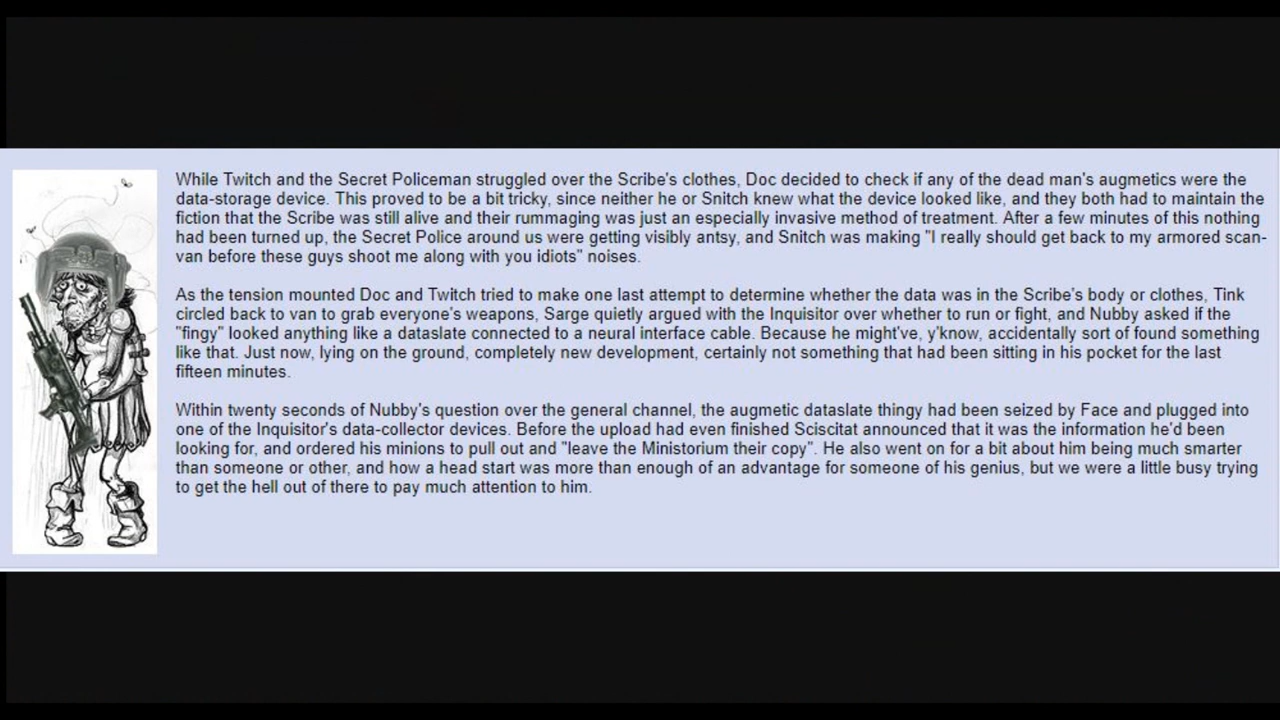 While Twitch and the Secret Policeman struggled over the Scribe's clothes, Doc decided to check if any of the dead man's augmetics were the
data-storage device. This proved to be a bit tricky, since neither he or Snitch knew what the device looked like, and they both had to maintain the
fiction that the Scribe was still alive and their rummaging was just an especially invasive method of treatment. After a few minutes of this nothing
had been turned up, the Secret Police around us were getting visibly antsy, and Snitch was making "I really should get back to my armored scan-
van before these guys shoot me along with you idiots" noises.
As the tension mounted Doc and Twitch tried to make one last attempt to determine whether the data was in the Scribe's body or clothes, Tink
circled back to van to grab everyone's weapons, Sarge quietly argued with the Inquisitor over whether to run or fight, and Nubby asked if the
"fingy" looked anything like a dataslate connected to a neural interface cable. Because he might've, y'know, accidentally sort of found something
like that. Just now, lying on the ground, completely new development, certainly not something that had been sitting in his pocket for the last
fifteen minutes.
Within twenty seconds of Nubby's question over the general channel, the augmetic dataslate thingy had been seized by Face and plugged into
one of the Inquisitor's data-collector devices. Before the upload had even finished Sciscitat announced that it was the information he'd been
looking for, and ordered his minions to pull out and "leave the Ministorium their copy". He also went on for a bit about him being much smarter
than someone or other, and how a head start was more than enough of an advantage for someone of his genius, but we were a little busy trying
to get the hell out of there to pay much attention to him.